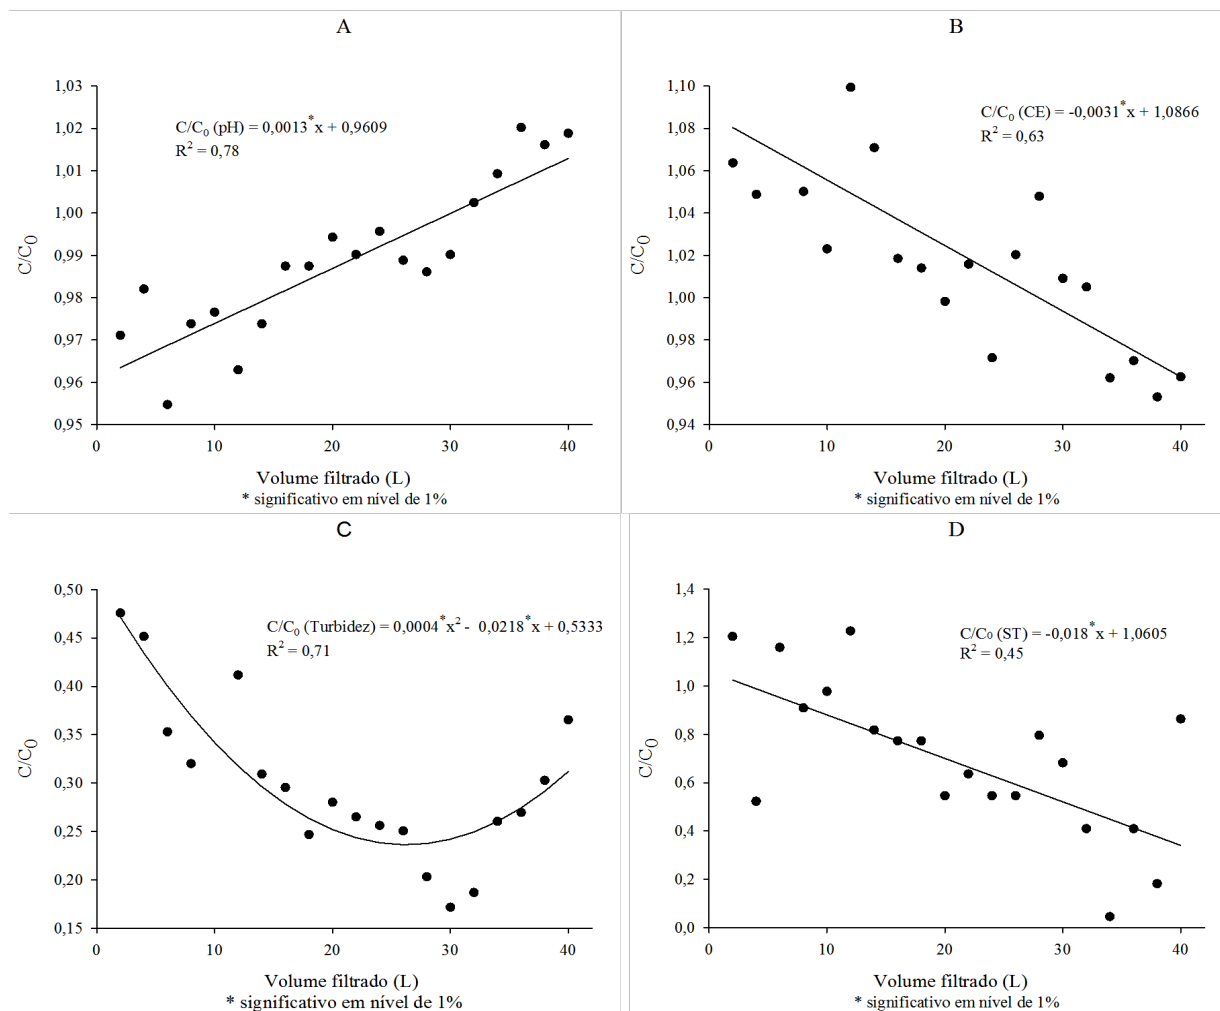 A
1,03
1,02
1,01
1,00
0,99
0,98
0,97
0,96
0,95
C/C0
C/C0 (pH) = 0,0013*x + 0,9609
R2 = 0,78
0 10 20 30 40
Volume filtrado (L)
* significativo em nível de 1%
B
1,10
1,08
1,06
1,04
1,02
1,00
0,98
0,96
0,94
C/C0
C/C0 (CE) = -0,0031*x + 1,0866
R2 = 0,63
0 10 20 30 40
Volume filtrado (L)
* significativo em nível de 1%
C
0,50
0,45
0,40
0,35
0,30
0,25
0,20
0,15
C/C0
C/C0 (Turbidez) = 0,0004*x2 - 0,0218*x + 0,5333
R2 = 0,71
0 10 20 30 40
Volume filtrado (L)
* significativo em nível de 1%
D
1,4
1,2
1,0
0,8
0,6
0,4
0,2
0,0
C/C0
C/C0 (ST) = -0,018*x + 1,0605
R2 = 0,45
0 10 20 30 40
Volume filtrado (L)
* significativo em nível de 1%